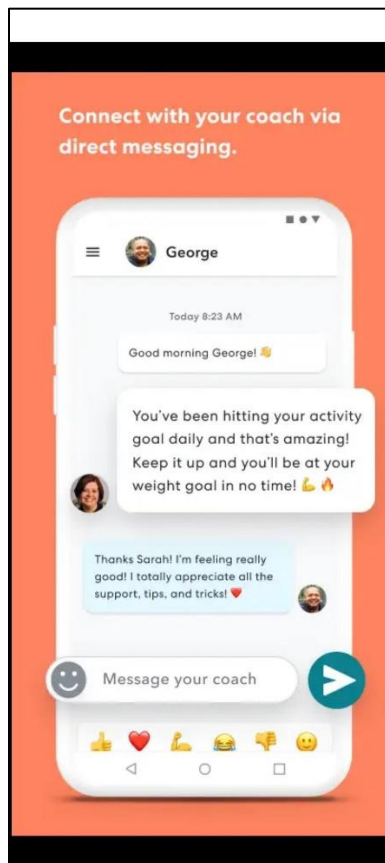 Connect with your coach via
direct messaging.
George
Today 8:23 AM
Good morning George! 👋
You've been hitting your activity
goal daily and that's amazing!
Keep it up and you'll be at your
weight goal in no time! 💪 🔥
Thanks Sarah! I'm feeling really
good! I totally appreciate all the
support, tips, and tricks! ❤️
Message your coach